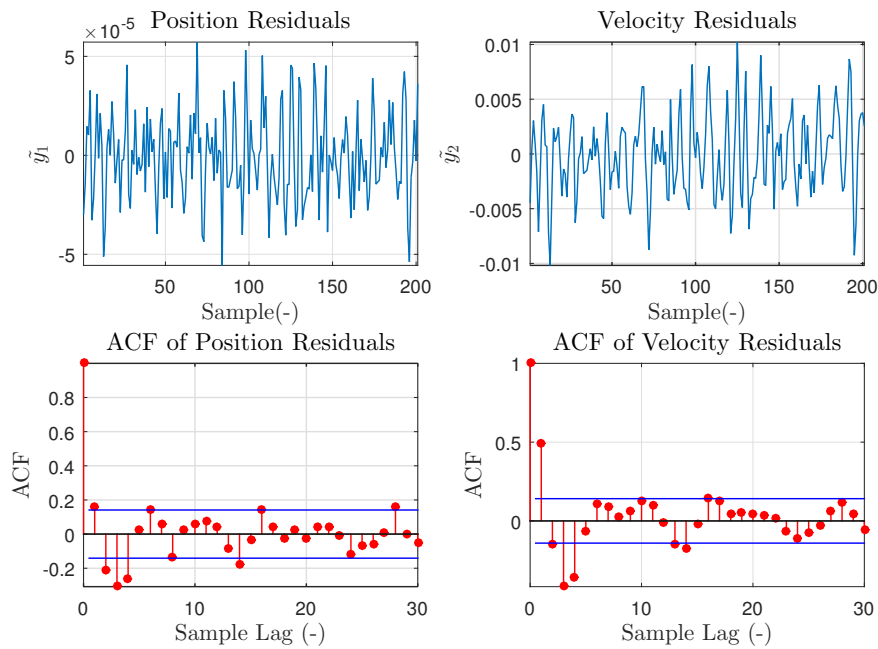 Position Residuals
×10⁻⁵
5
0
-5
ỹ₁
50
100
150
200
Sample(-)
Velocity Residuals
0.01
0.005
0
-0.005
-0.01
ỹ₂
50
100
150
200
Sample(-)
ACF of Position Residuals
0.8
0.6
0.4
0.2
0
-0.2
ACF
0
10
20
30
Sample Lag (-)
ACF of Velocity Residuals
1
0.5
0
ACF
0
10
20
30
Sample Lag (-)